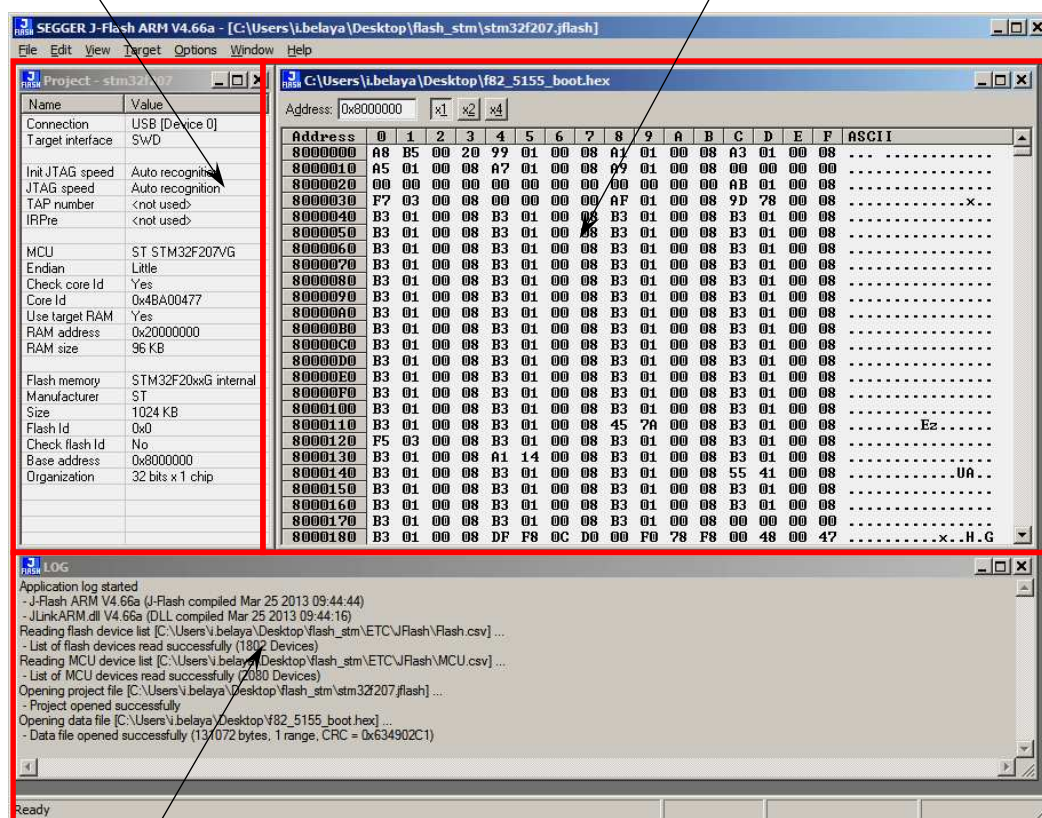 SEGGER J-Flash ARM V4.66a - [C:\Users\i.belaya\Desktop\flash_stm\stm32f207.jflash]
File Edit View Target Options Window Help
Project - stm32f207
Name Value
Connection USB [Device 0]
Target interface SWD
Init JTAG speed Auto recognition
JTAG speed Auto recognition
TAP number <not used>
IRPre <not used>
MCU ST STM32F207VG
Endian Little
Check core Id Yes
Core Id 0x4BA00477
Use target RAM Yes
RAM address 0x20000000
RAM size 96 KB
Flash memory STM32F20xxG internal
Manufacturer ST
Size 1024 KB
Flash Id 0x0
Check flash Id No
Base address 0x8000000
Organization 32 bits x 1 chip
C:\Users\i.belaya\Desktop\f82_5155_boot.hex
Address: 0x8000000 x1 x2 x4
Address 0 1 2 3 4 5 6 7 8 9 A B C D E F ASCII
8000000 A8 B5 00 20 99 01 00 08 A1 01 00 08 A3 01 00 08 ... ............
8000010 A5 01 00 08 A7 01 00 08 A9 01 00 08 00 00 00 00 ................
8000020 00 00 00 00 00 00 00 00 00 00 00 00 AB 01 00 08 ................
8000030 F7 03 00 08 00 00 00 00 AF 01 00 08 9D 78 00 08 .............x..
8000040 B3 01 00 08 B3 01 00 08 B3 01 00 08 B3 01 00 08 ................
8000050 B3 01 00 08 B3 01 00 08 B3 01 00 08 B3 01 00 08 ................
8000060 B3 01 00 08 B3 01 00 08 B3 01 00 08 B3 01 00 08 ................
8000070 B3 01 00 08 B3 01 00 08 B3 01 00 08 B3 01 00 08 ................
8000080 B3 01 00 08 B3 01 00 08 B3 01 00 08 B3 01 00 08 ................
8000090 B3 01 00 08 B3 01 00 08 B3 01 00 08 B3 01 00 08 ................
80000A0 B3 01 00 08 B3 01 00 08 B3 01 00 08 B3 01 00 08 ................
80000B0 B3 01 00 08 B3 01 00 08 B3 01 00 08 B3 01 00 08 ................
80000C0 B3 01 00 08 B3 01 00 08 B3 01 00 08 B3 01 00 08 ................
80000D0 B3 01 00 08 B3 01 00 08 B3 01 00 08 B3 01 00 08 ................
80000E0 B3 01 00 08 B3 01 00 08 B3 01 00 08 B3 01 00 08 ................
80000F0 B3 01 00 08 B3 01 00 08 B3 01 00 08 B3 01 00 08 ................
8000100 B3 01 00 08 B3 01 00 08 B3 01 00 08 B3 01 00 08 ................
8000110 B3 01 00 08 B3 01 00 08 45 7A 00 08 B3 01 00 08 ........Ez......
8000120 F5 03 00 08 B3 01 00 08 B3 01 00 08 B3 01 00 08 ................
8000130 B3 01 00 08 A1 14 00 08 B3 01 00 08 B3 01 00 08 ................
8000140 B3 01 00 08 B3 01 00 08 B3 01 00 08 55 41 00 08 ............UA..
8000150 B3 01 00 08 B3 01 00 08 B3 01 00 08 B3 01 00 08 ................
8000160 B3 01 00 08 B3 01 00 08 B3 01 00 08 B3 01 00 08 ................
8000170 B3 01 00 08 B3 01 00 08 B3 01 00 08 00 00 00 00 ................
8000180 B3 01 00 08 DF F8 0C D0 00 F0 78 F8 00 48 00 47 ..........x..H.G
LOG
Application log started
- J-Flash ARM V4.66a (J-Flash compiled Mar 25 2013 09:44:44)
- JLinkARM.dll V4.66a (DLL compiled Mar 25 2013 09:44:16)
Reading flash device list [C:\Users\i.belaya\Desktop\flash_stm\ETC\JFlash\Flash.csv] ...
- List of flash devices read successfully (1802 Devices)
Reading MCU device list [C:\Users\i.belaya\Desktop\flash_stm\ETC\JFlash\MCU.csv] ...
- List of MCU devices read successfully (2080 Devices)
Opening project file [C:\Users\i.belaya\Desktop\flash_stm\stm32f207.jflash] ...
- Project opened successfully
Opening data file [C:\Users\i.belaya\Desktop\f82_5155_boot.hex] ...
- Data file opened successfully (131072 bytes, 1 range, CRC = 0x634902C1)
Ready